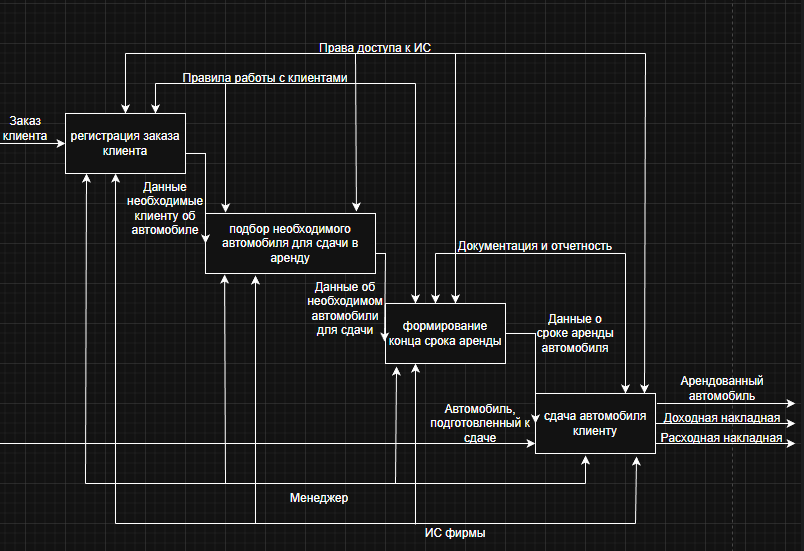 Права доступа к ИС
Правила работы с клиентами
Заказ
клиента
регистрация заказа
клиента
Данные
необходимые
клиенту об
автомобиле
подбор необходимого
автомобиля для сдачи в
аренду
Документация и отчетность
Данные об
необходимом
автомобили
для сдачи
формирование
конца срока аренды
Данные о
сроке аренды
автомобиля
Арендованный
автомобиль
Автомобиль,
подготовленный к
сдаче
сдача автомобиля
клиенту
Доходная накладная
Расходная накладная
Менеджер
ИС фирмы